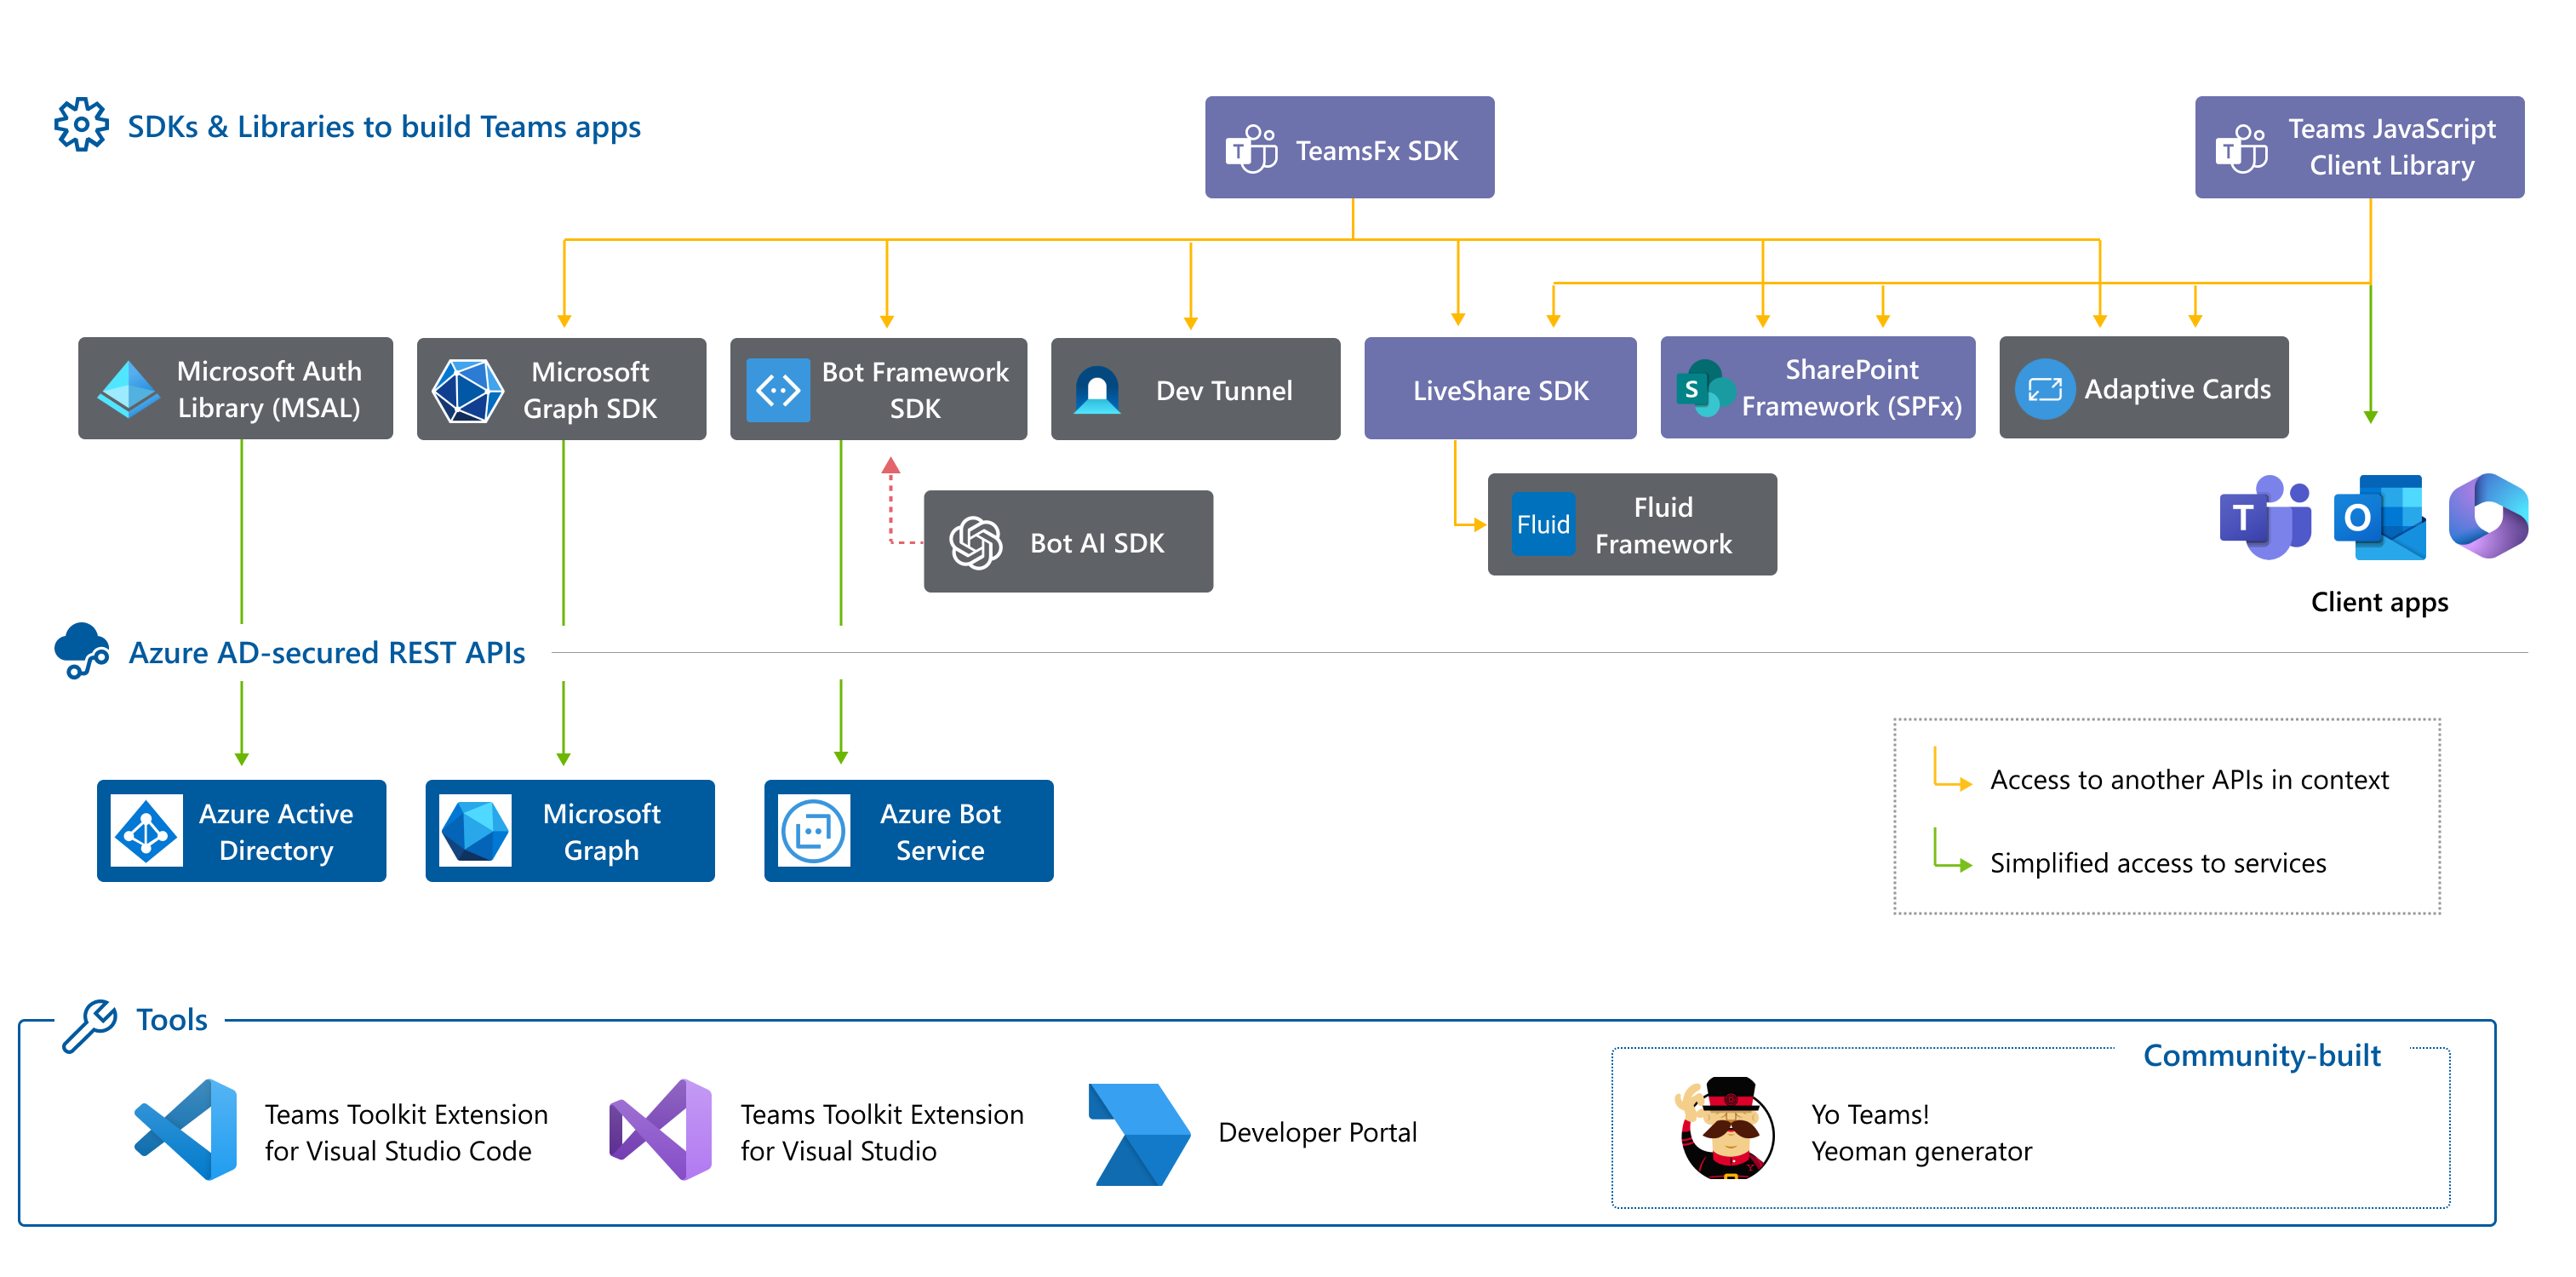 SDKs & Libraries to build Teams apps
T
TeamsFx SDK
T
Teams JavaScript
Client Library
Microsoft Auth
Library (MSAL)
Microsoft
Graph SDK
Bot Framework
SDK
Dev Tunnel
LiveShare SDK
S
SharePoint
Framework (SPFx)
Adaptive Cards
Bot AI SDK
Fluid
Fluid
Framework
T
O
Client apps
Azure AD-secured REST APIs
Azure Active
Directory
Microsoft
Graph
Azure Bot
Service
Access to another APIs in context
Simplified access to services
Tools
Teams Toolkit Extension
for Visual Studio Code
Teams Toolkit Extension
for Visual Studio
Developer Portal
Community-built
Yo Teams!
Yeoman generator